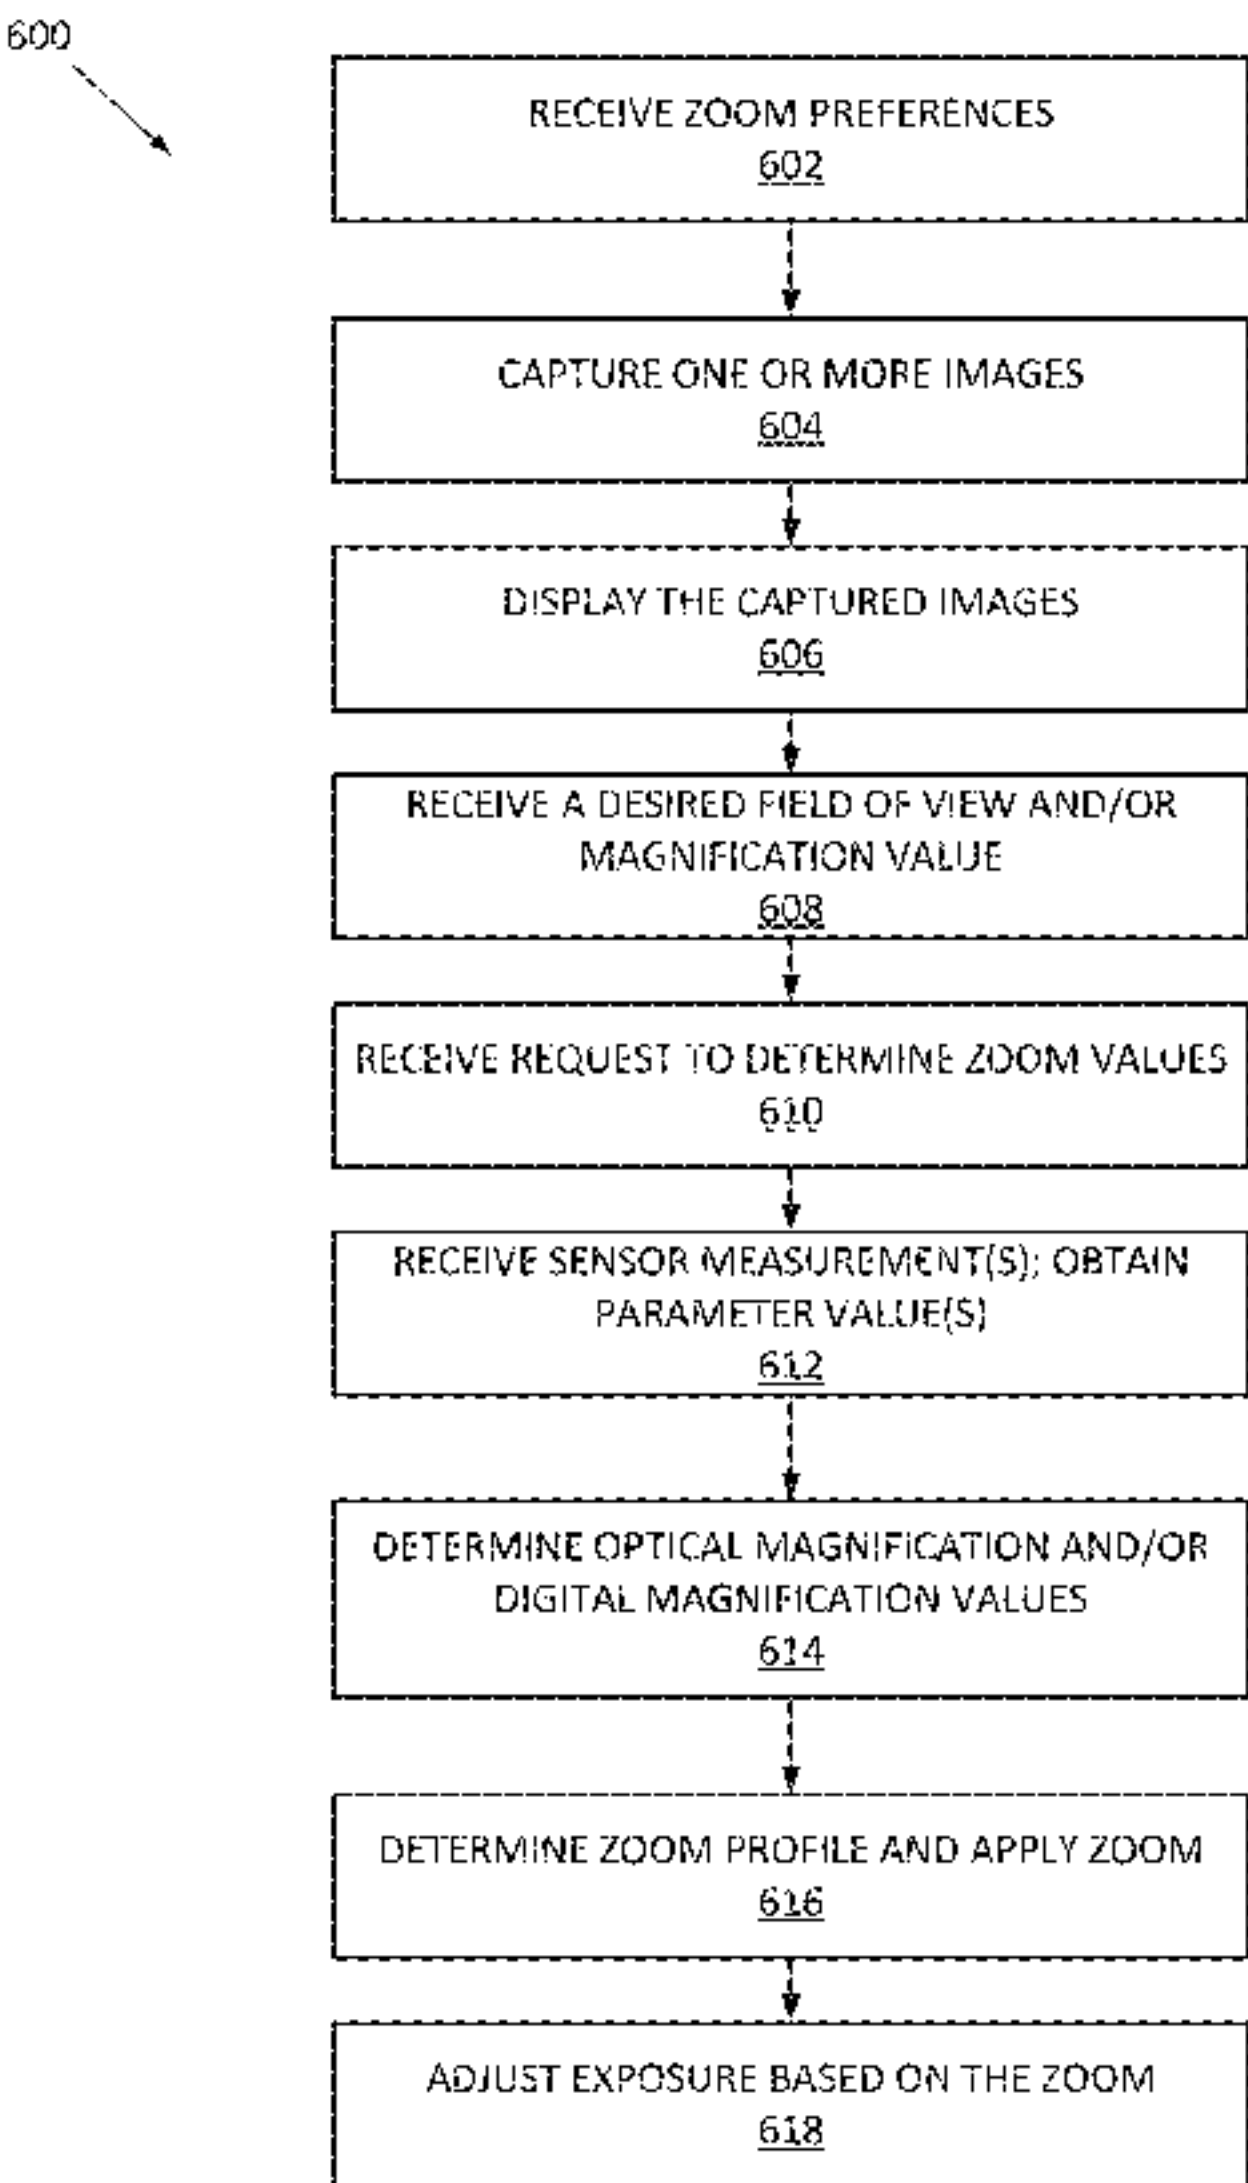 600
RECEIVE ZOOM PREFERENCES
602
CAPTURE ONE OR MORE IMAGES
604
DISPLAY THE CAPTURED IMAGES
606
RECEIVE A DESIRED FIELD OF VIEW AND/OR
MAGNIFICATION VALUE
608
RECEIVE REQUEST TO DETERMINE ZOOM VALUES
610
RECEIVE SENSOR MEASUREMENT(S); OBTAIN
PARAMETER VALUE(S)
612
DETERMINE OPTICAL MAGNIFICATION AND/OR
DIGITAL MAGNIFICATION VALUES
614
DETERMINE ZOOM PROFILE AND APPLY ZOOM
616
ADJUST EXPOSURE BASED ON THE ZOOM
618